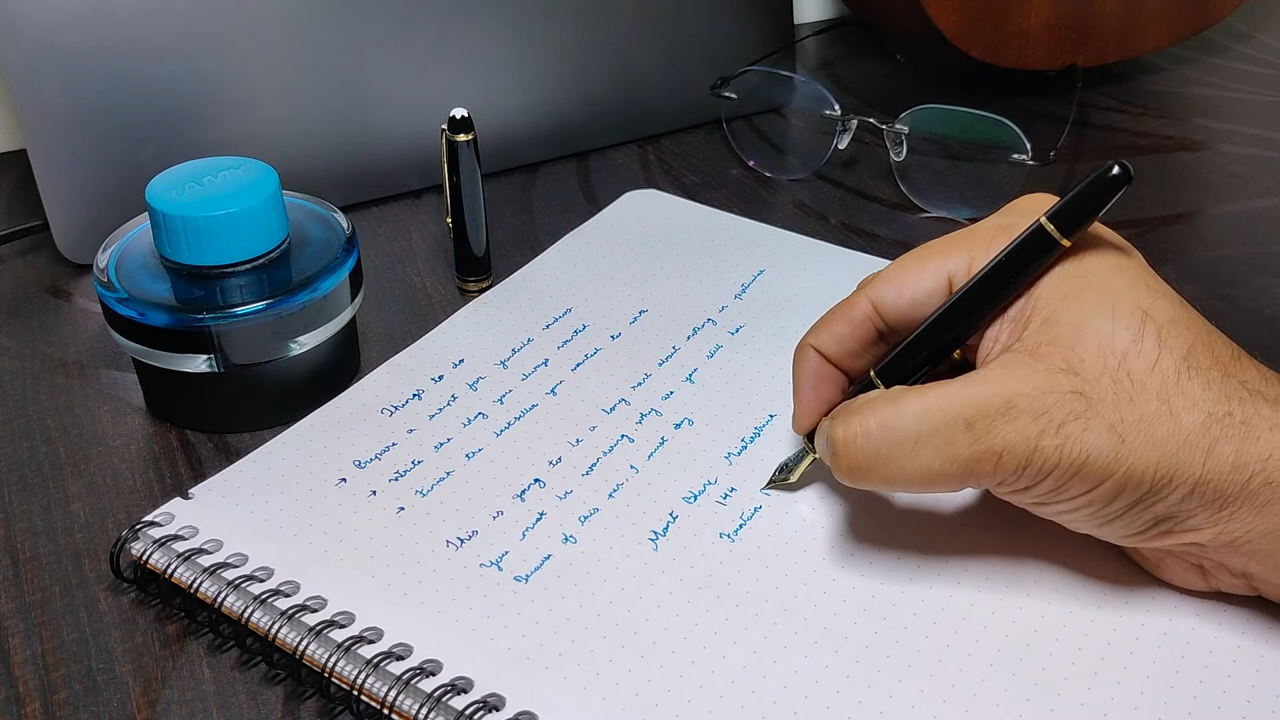 LAMY
Things to do
→ Prepare a script for youtube videos.
→ Write the blog you always wanted
→ Finish the bestseller you wanted to
This is going to be a long rant about nothing in particular
You must be wondering why are you still here.
Because of this pen, I must say.
Mont Blanc Meisterstück
144
Fountain